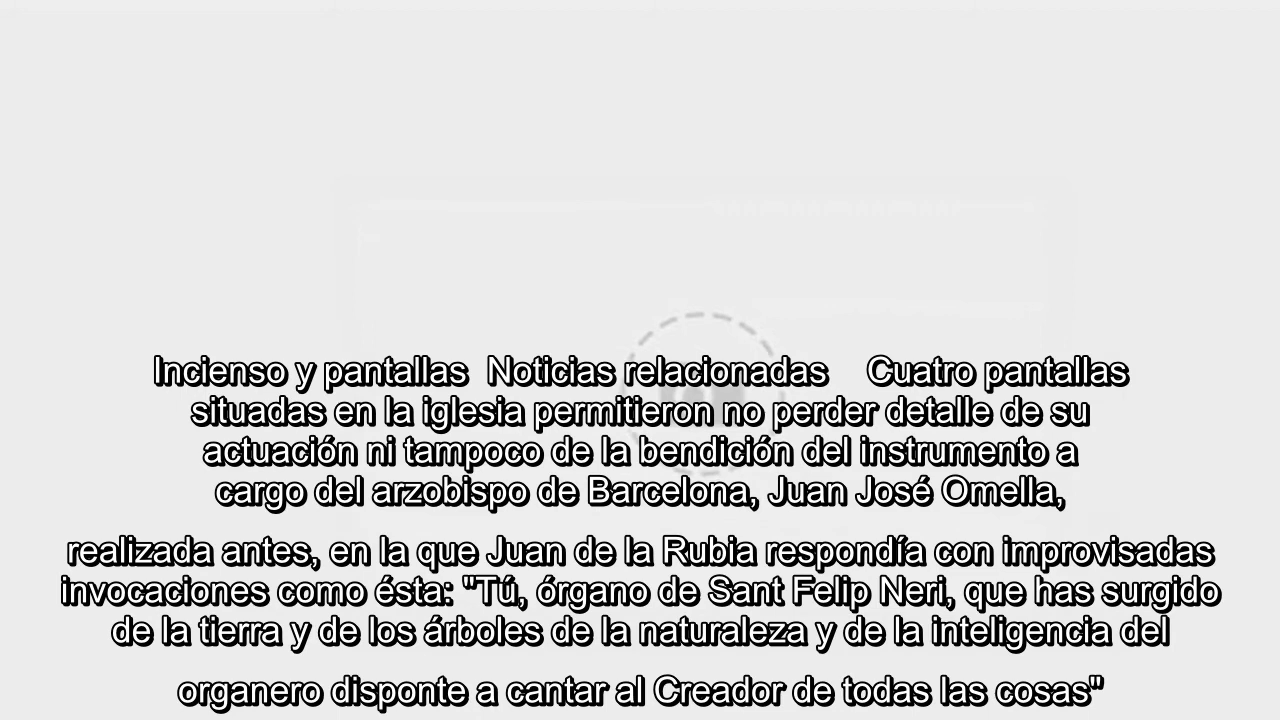 Incienso y pantallas  Noticias relacionadas    Cuatro pantallas
situadas en la iglesia permitieron no perder detalle de su
actuación ni tampoco de la bendición del instrumento a
cargo del arzobispo de Barcelona, Juan José Omella,
realizada antes, en la que Juan de la Rubia respondía con improvisadas
invocaciones como ésta: "Tú, órgano de Sant Felip Neri, que has surgido
de la tierra y de los árboles de la naturaleza y de la inteligencia del
organero disponte a cantar al Creador de todas las cosas"